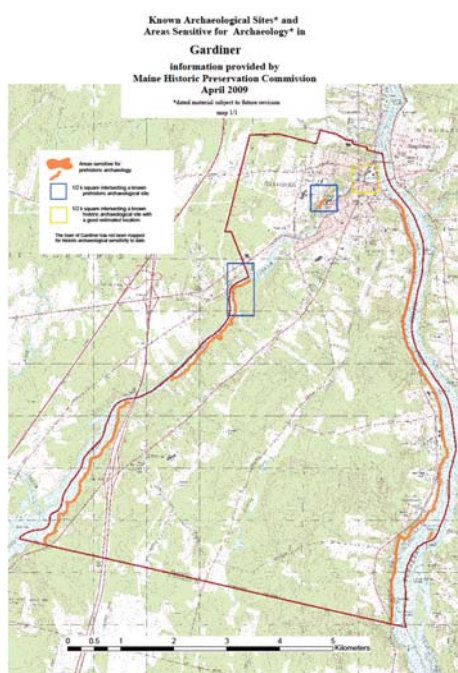 Known Archaeological Sites* and
Areas Sensitive for Archaeology* in
Gardiner
information provided by
Maine Historic Preservation Commission
April 2009
*dated material subject to future revision
map 1/1
Areas sensitive for
prehistoric archaeology
1/2 k square intersecting a known
prehistoric archaeological site.
1/2 k square intersecting a known
historic archaeological site with
a good estimated location.
The town of Gardiner has not been mapped
for historic archaeological sensitivity to date.
0 0.5 1 2 3 4 5
Kilometers